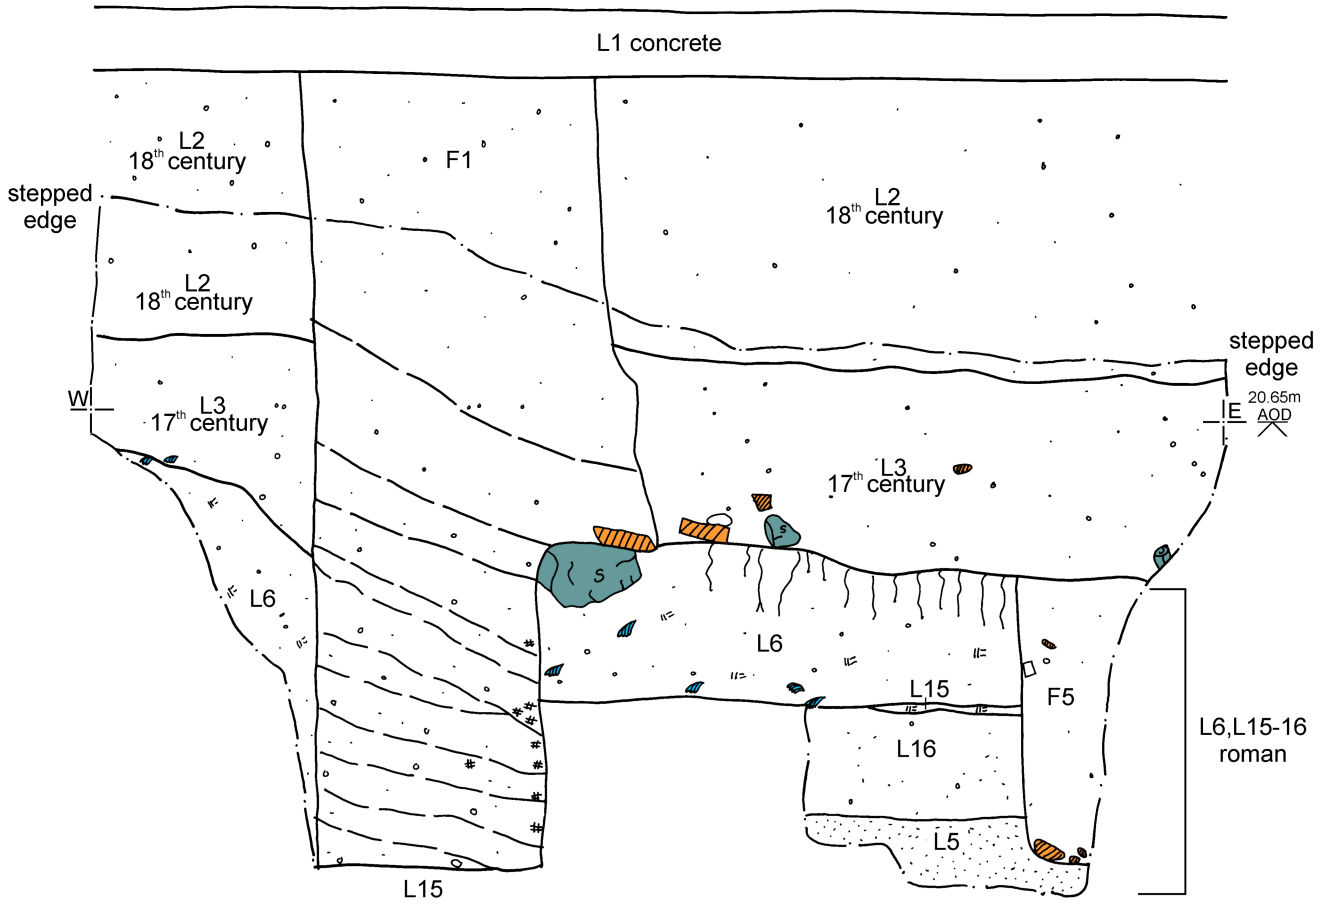 L1 concrete
L2
18th century
F1
stepped
edge
L2
18th century
L2
18th century
stepped
edge
W
L3
17th century
E
20.65m
AOD
L3
17th century
S
S
L6
L6
L15
F5
L16
L6,L15-16
roman
L5
L15